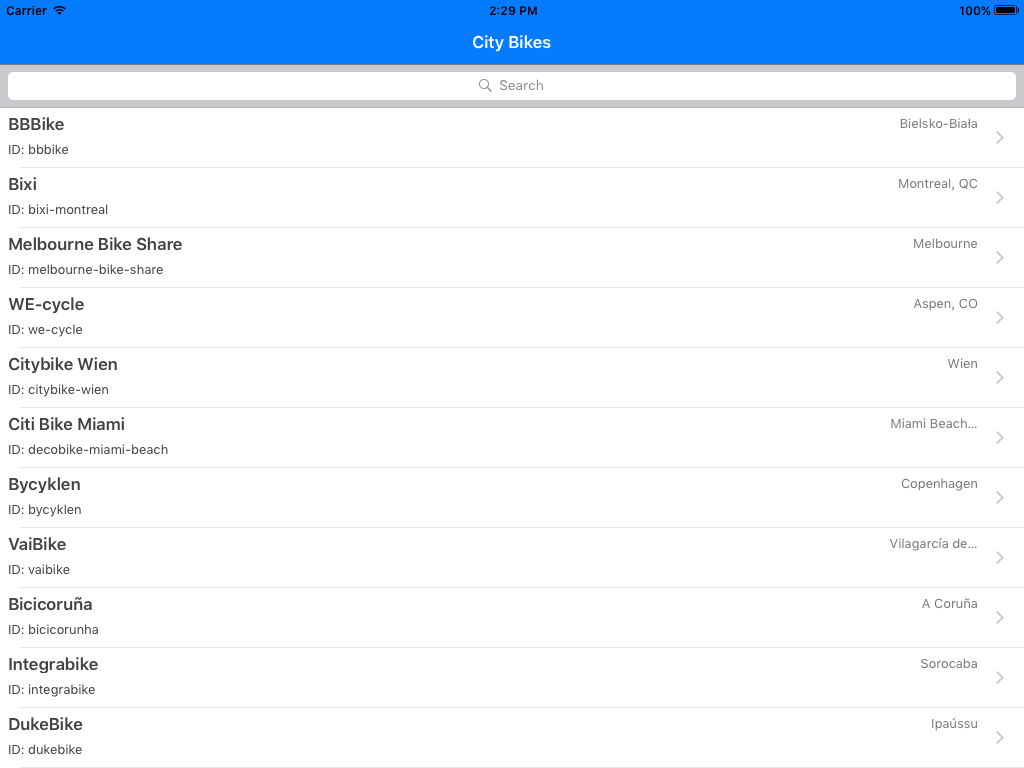 Carrier 2:29 PM 100%
City Bikes
Search
BBBike Bielsko-Biała
ID: bbbike
Bixi Montreal, QC
ID: bixi-montreal
Melbourne Bike Share Melbourne
ID: melbourne-bike-share
WE-cycle Aspen, CO
ID: we-cycle
Citybike Wien Wien
ID: citybike-wien
Citi Bike Miami Miami Beach...
ID: decobike-miami-beach
Bycyklen Copenhagen
ID: bycyklen
VaiBike Vilagarcía de...
ID: vaibike
Bicicoruña A Coruña
ID: bicicorunha
Integrabike Sorocaba
ID: integrabike
DukeBike Ipaússu
ID: dukebike